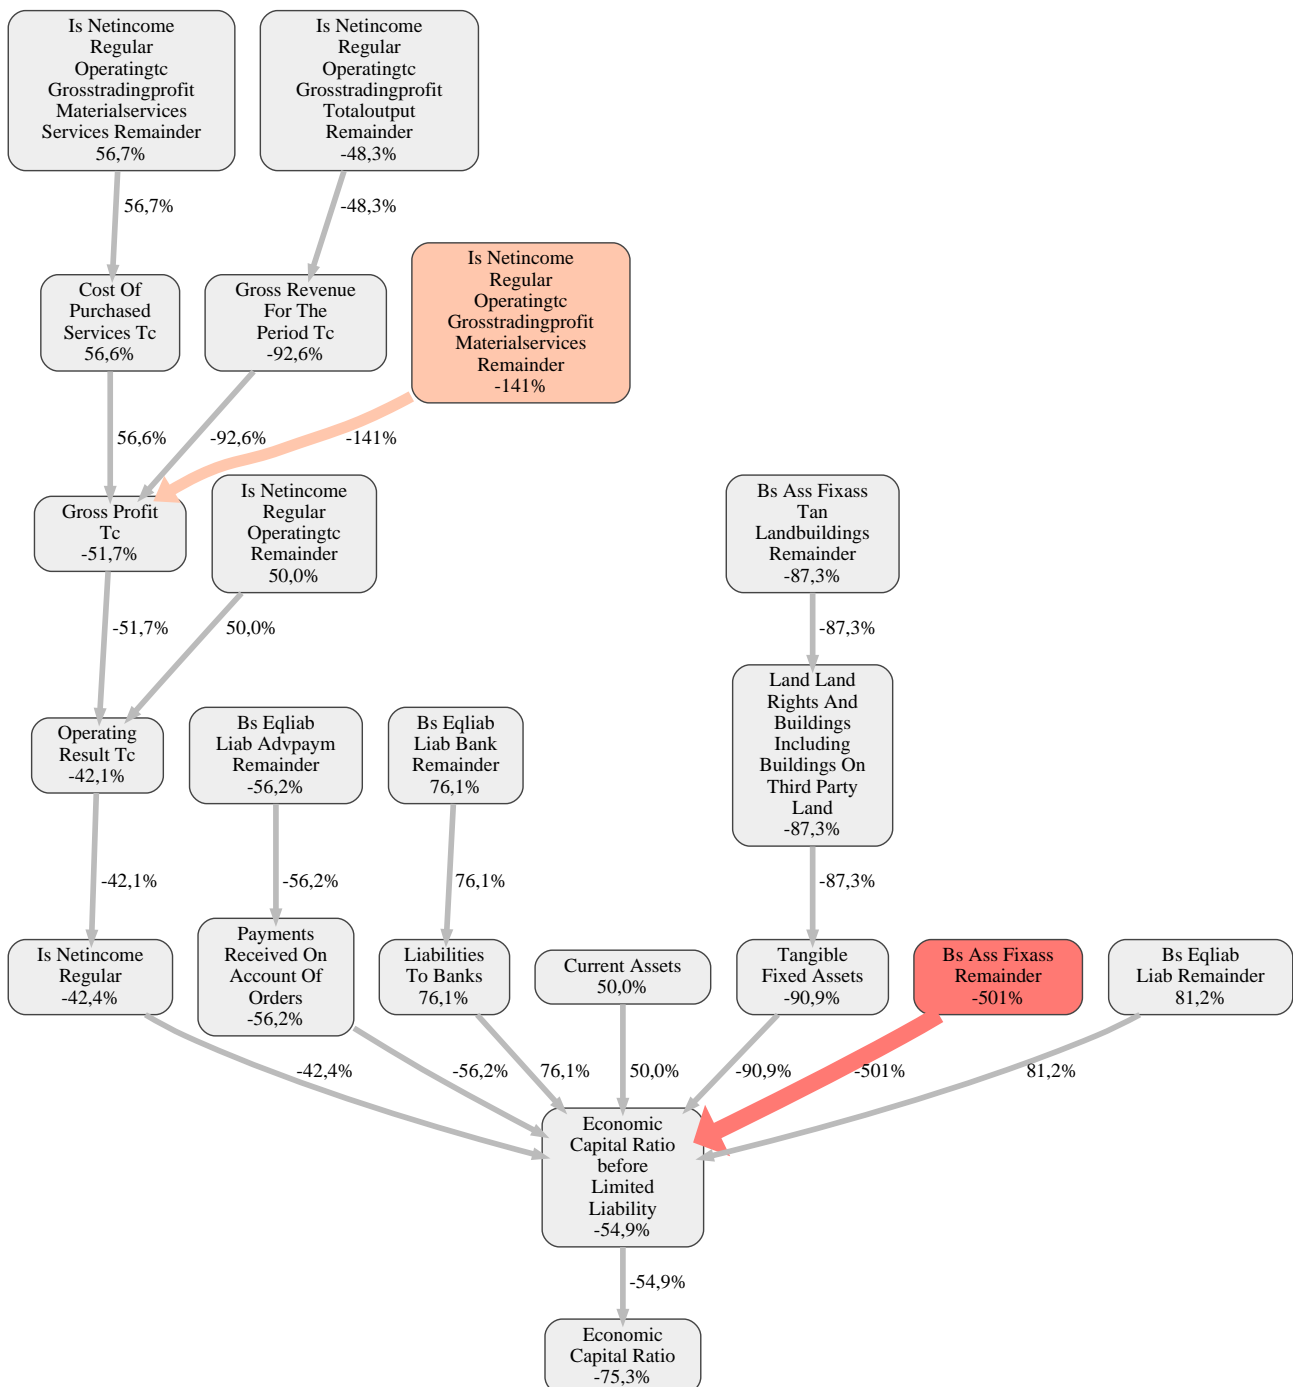 Is Netincome
Regular
Operatingtc
Grosstradingprofit
Materialservices
Services Remainder
56,7%
Is Netincome
Regular
Operatingtc
Grosstradingprofit
Totaloutput
Remainder
-48,3%
56,7%
-48,3%
Is Netincome
Regular
Operatingtc
Grosstradingprofit
Materialservices
Remainder
-141%
Cost Of
Purchased
Services Tc
56,6%
Gross Revenue
For The
Period Tc
-92,6%
56,6%
-92,6%
-141%
Gross Profit
Tc
-51,7%
Is Netincome
Regular
Operatingtc
Remainder
50,0%
Bs Ass Fixass
Tan
Landbuildings
Remainder
-87,3%
-51,7%
50,0%
-87,3%
Operating
Result Tc
-42,1%
Bs Eqliab
Liab Advpaym
Remainder
-56,2%
Bs Eqliab
Liab Bank
Remainder
76,1%
Land Land
Rights And
Buildings
Including
Buildings On
Third Party
Land
-87,3%
-42,1%
-56,2%
76,1%
-87,3%
Is Netincome
Regular
-42,4%
Payments
Received On
Account Of
Orders
-56,2%
Liabilities
To Banks
76,1%
Current Assets
50,0%
Tangible
Fixed Assets
-90,9%
Bs Ass Fixass
Remainder
-501%
Bs Eqliab
Liab Remainder
81,2%
-42,4%
-56,2%
76,1%
50,0%
-90,9%
-501%
81,2%
Economic
Capital Ratio
before
Limited
Liability
-54,9%
-54,9%
Economic
Capital Ratio
-75,3%